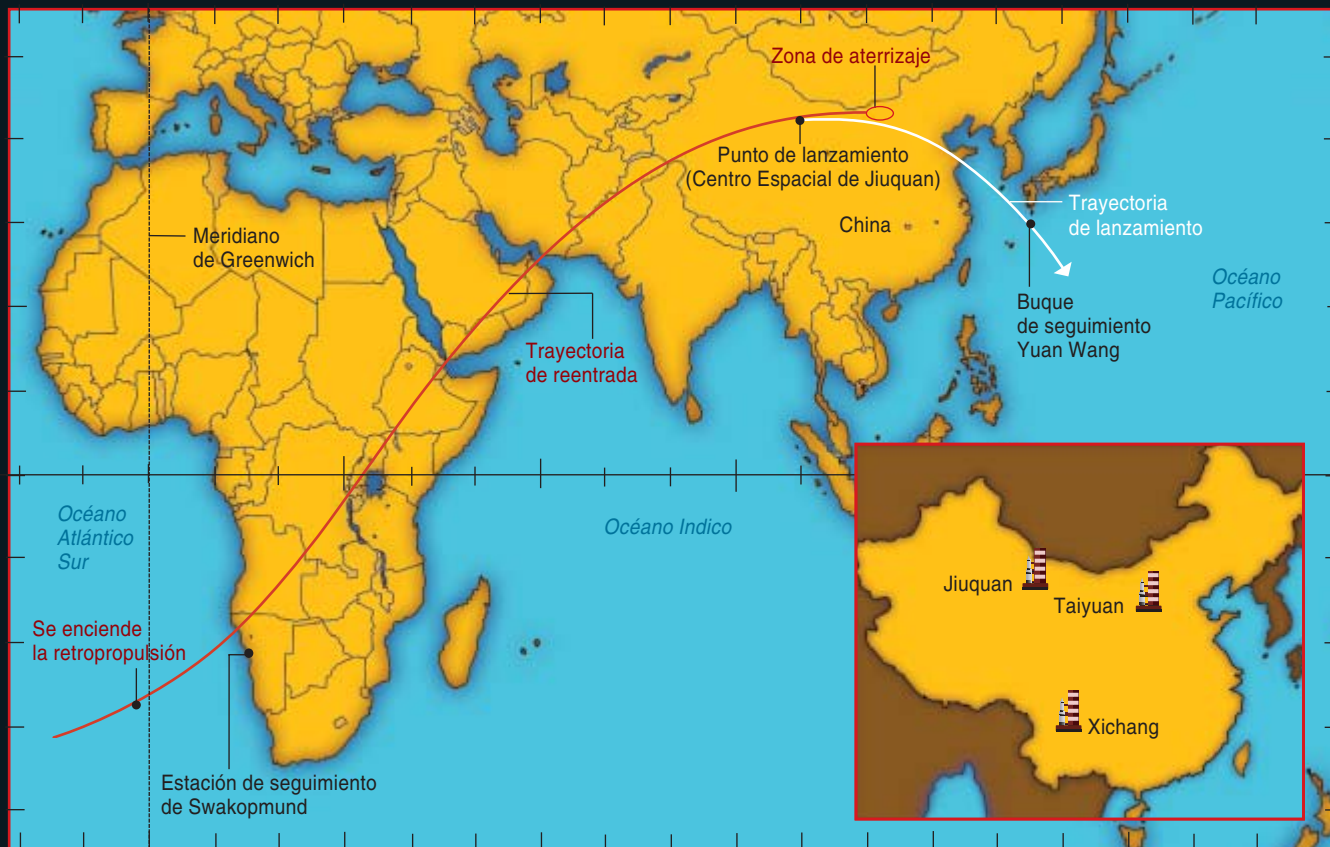 Zona de aterrizaje
Punto de lanzamiento
(Centro Espacial de Jiuquan)
China
Trayectoria
de lanzamiento
Meridiano
de Greenwich
Océano
Pacífico
Buque
de seguimiento
Yuan Wang
Trayectoria
de reentrada
Océano
Atlántico
Sur
Océano Indico
Jiuquan
Taiyuan
Xichang
Se enciende
la retropropulsión
Estación de seguimiento
de Swakopmund